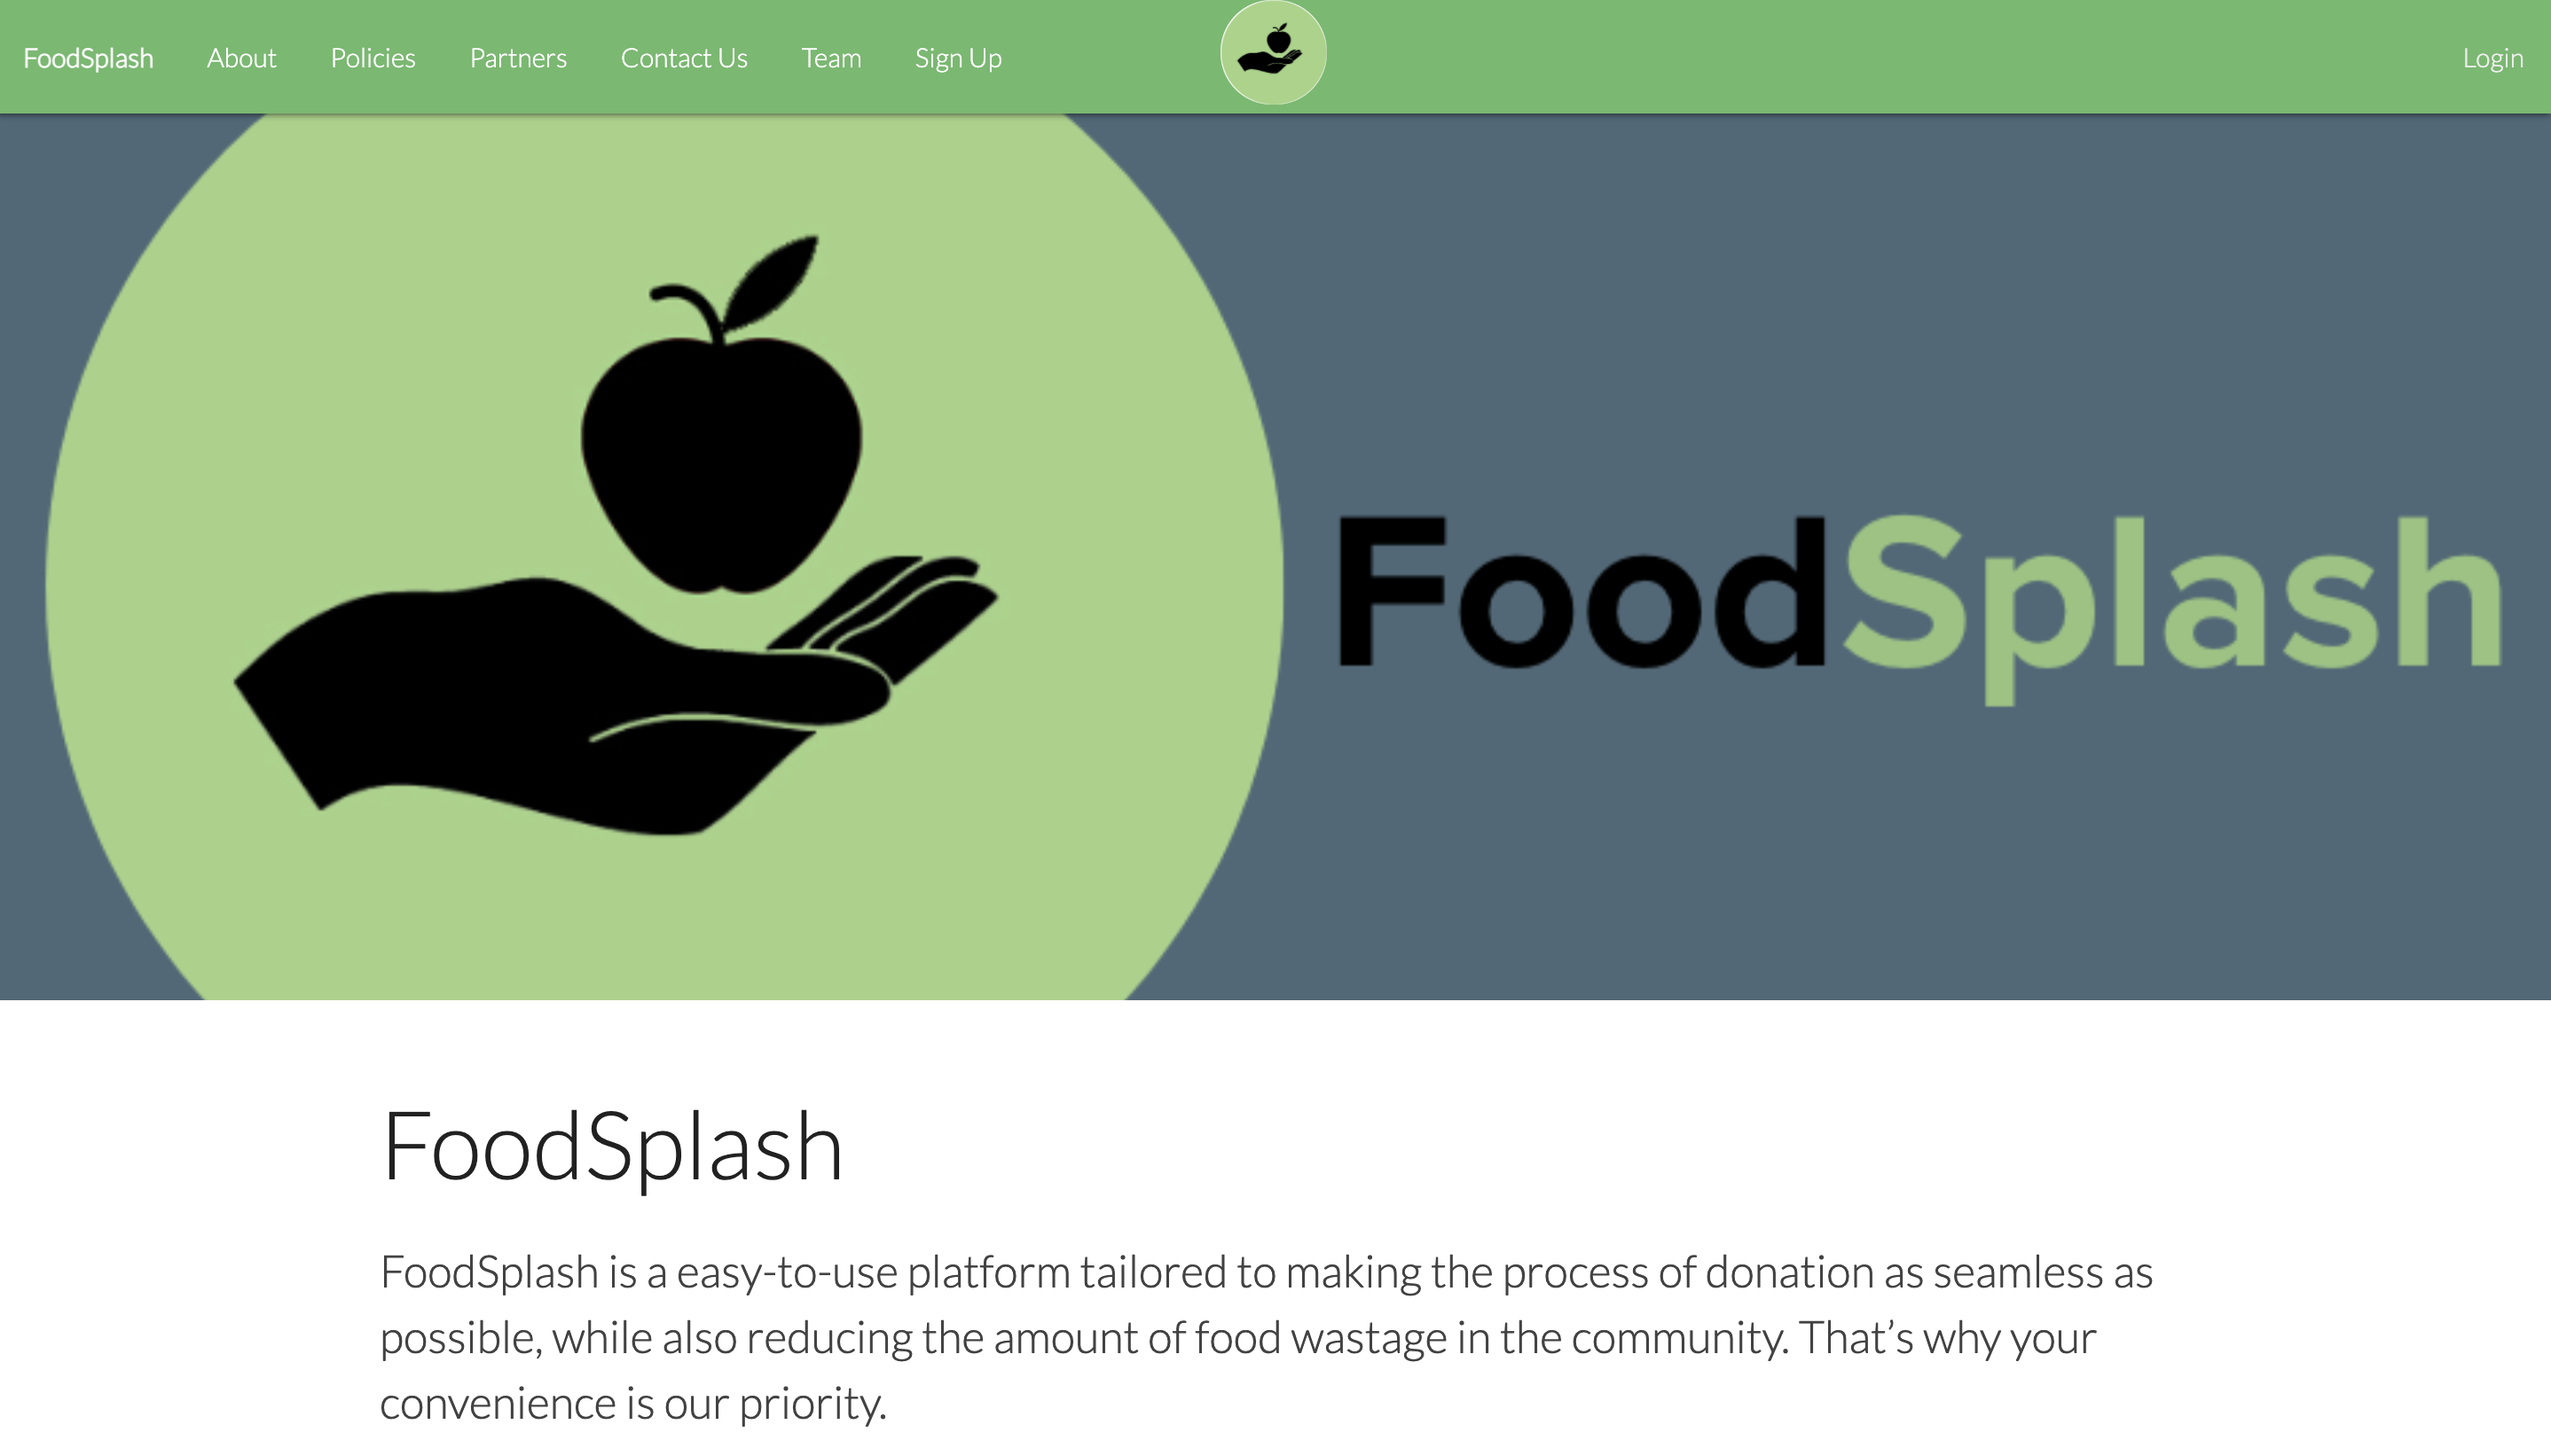 FoodSplash About Policies Partners Contact Us Team Sign Up Login
FoodSplash
FoodSplash
FoodSplash is a easy-to-use platform tailored to making the process of donation as seamless as
possible, while also reducing the amount of food wastage in the community. That’s why your
convenience is our priority.